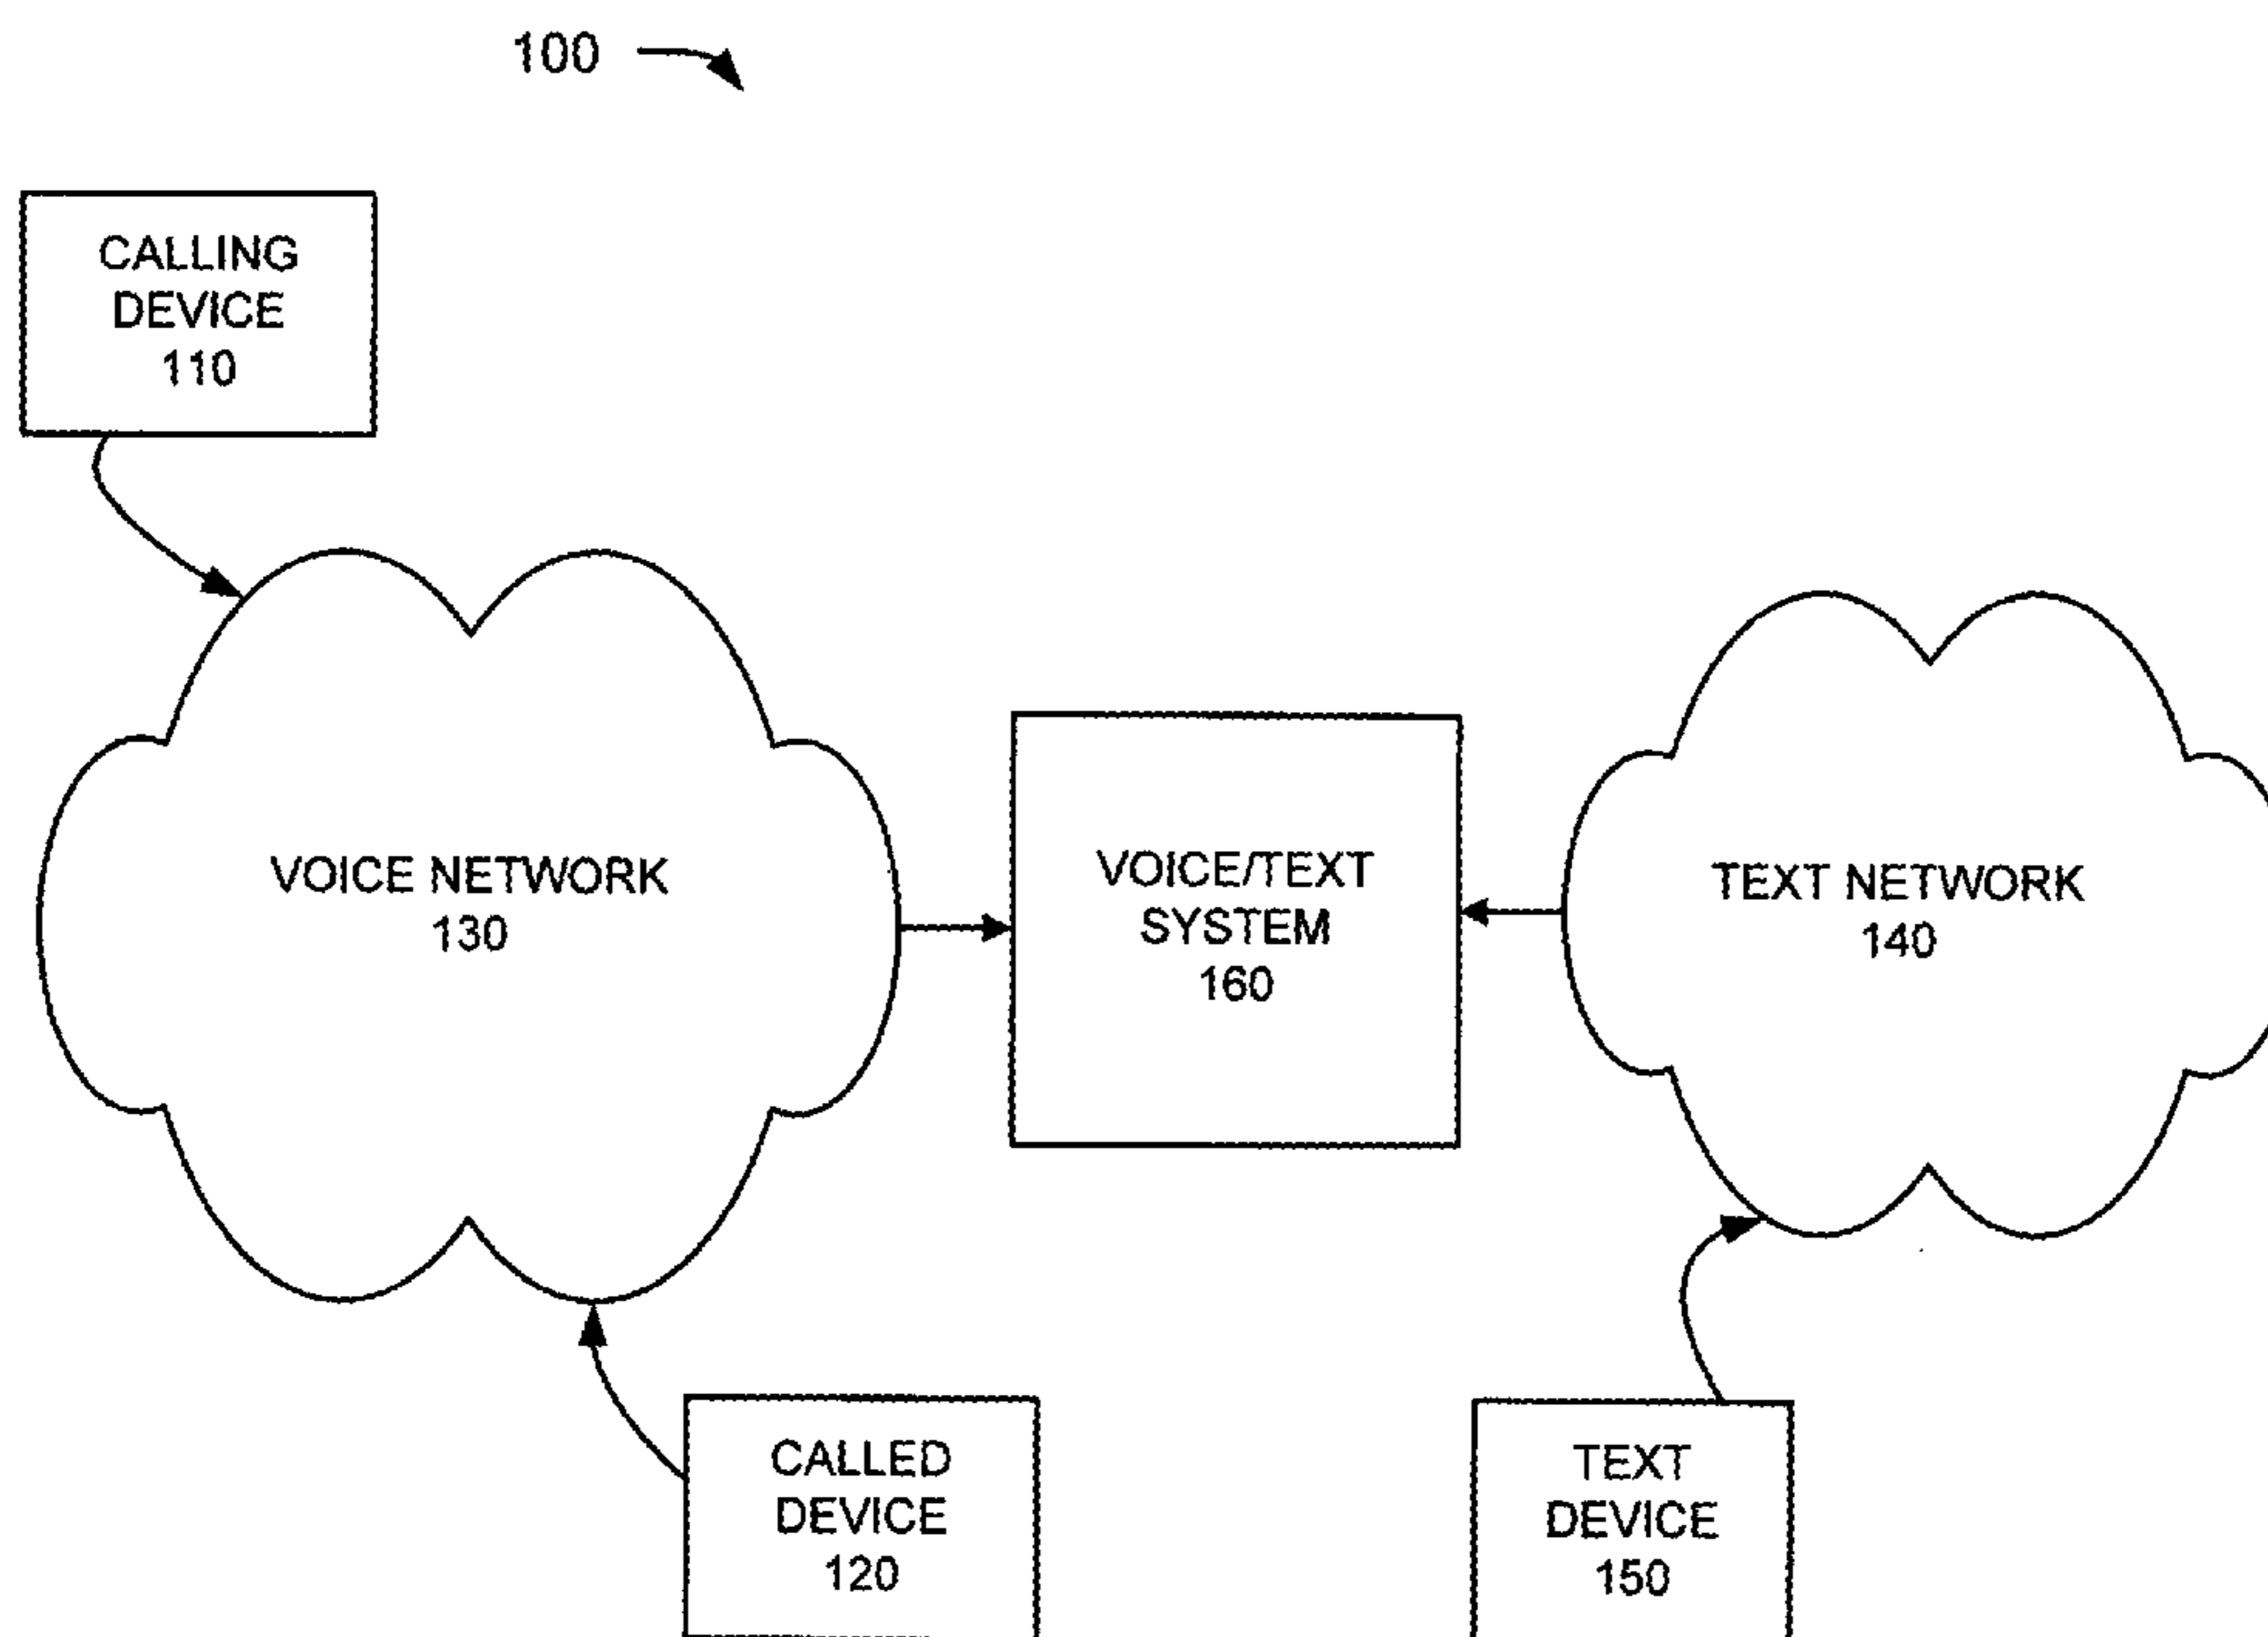 100
CALLING
DEVICE
110
VOICE NETWORK
130
VOICE/TEXT
SYSTEM
160
TEXT NETWORK
140
CALLED
DEVICE
120
TEXT
DEVICE
150